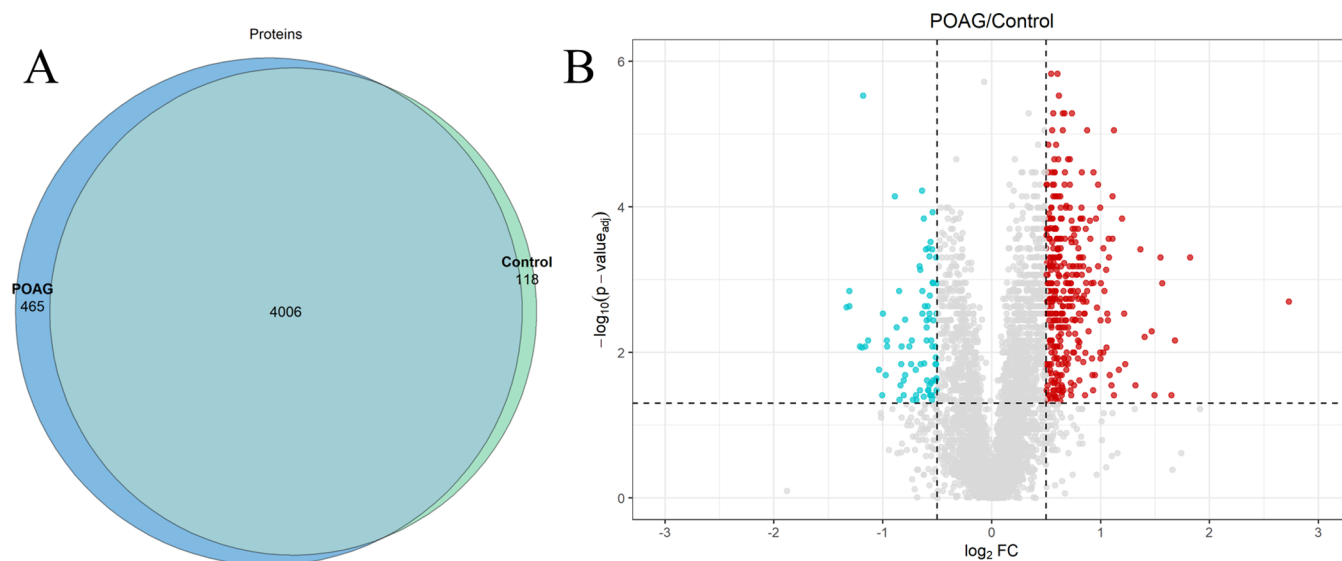 A
Proteins
POAG
465
4006
Control
118
B
POAG/Control
−log₁₀(p − value_adj)
6
4
2
0
-3
-2
-1
0
1
2
3
log₂ FC